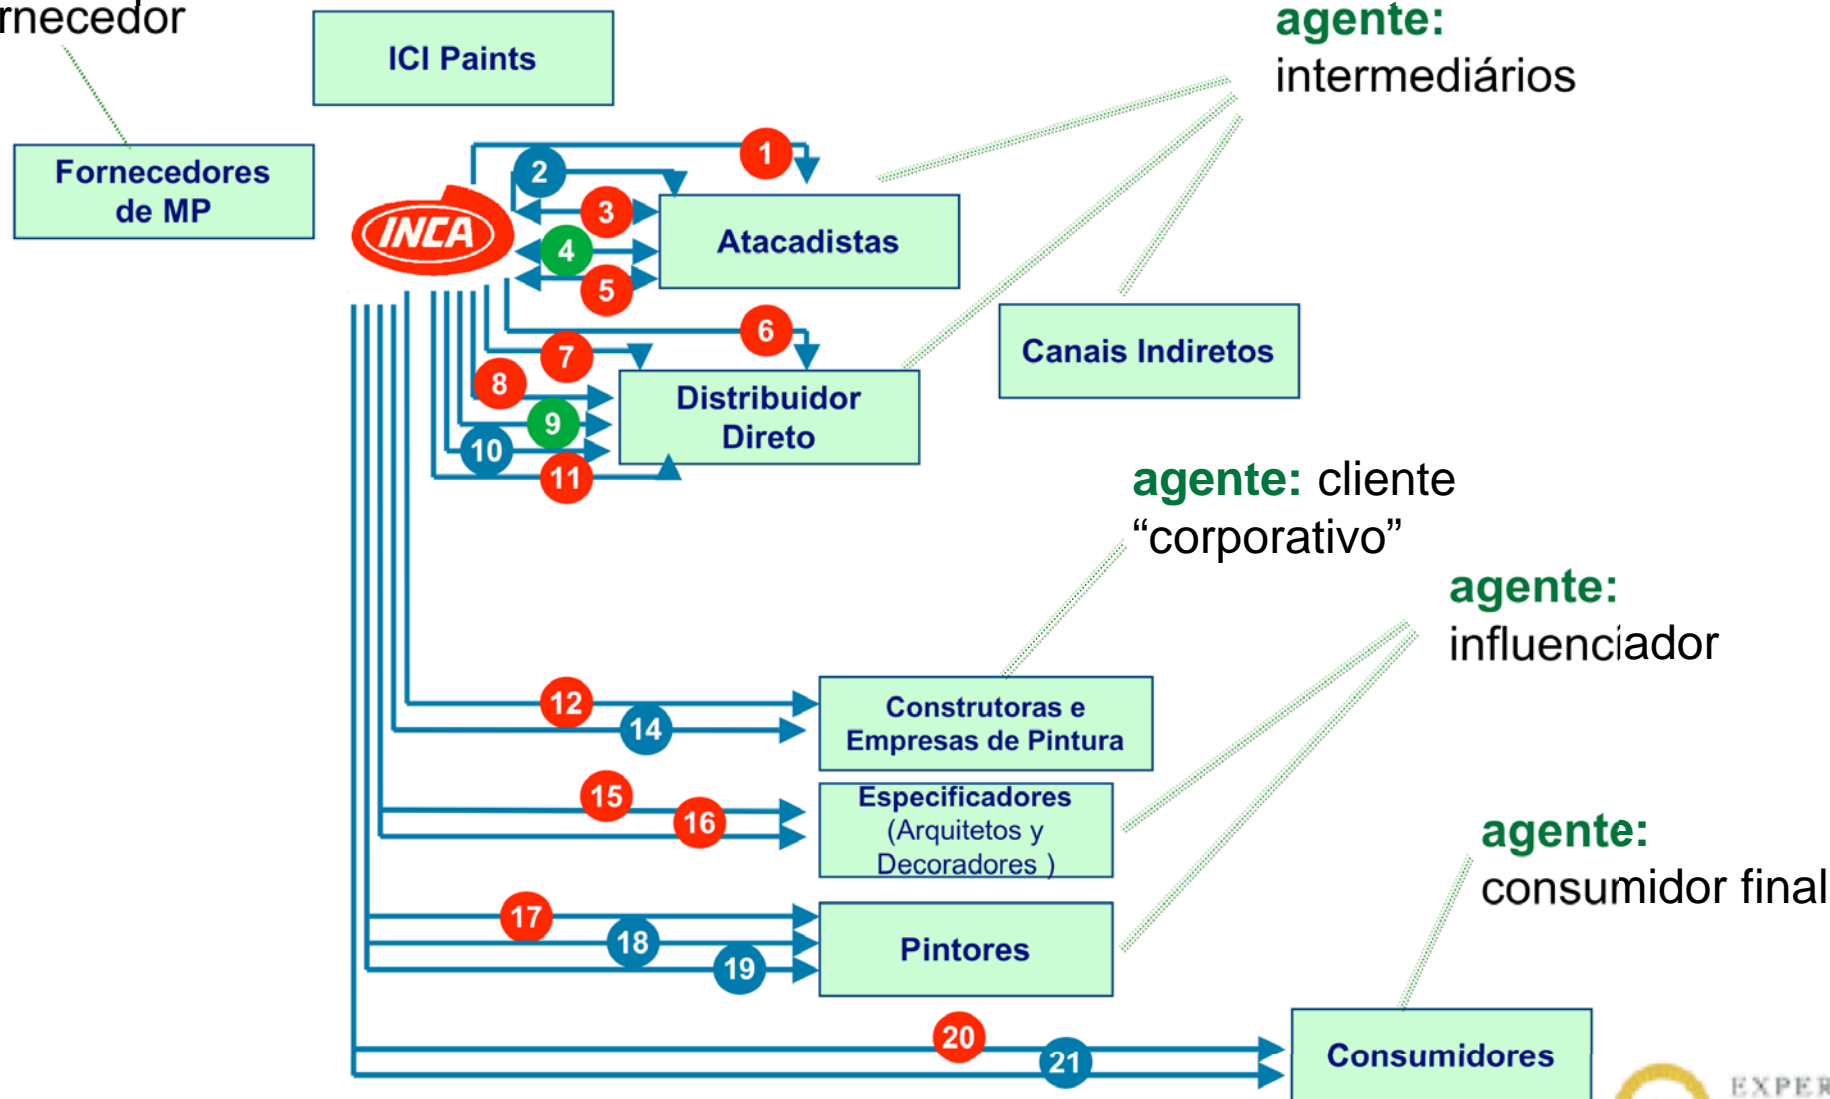 rnecedor
ICI Paints
agente:
intermediários
Fornecedores
de MP
INCA
1
2
3
4
5
Atacadistas
6
7
8
9
10
11
Canais Indiretos
Distribuidor
Direto
agente: cliente
“corporativo”
agente:
influenciador
12
14
Construtoras e
Empresas de Pintura
15
16
Especificadores
(Arquitetos y
Decoradores )
agente:
consumidor final
17
18
19
Pintores
20
21
Consumidores
EXPER